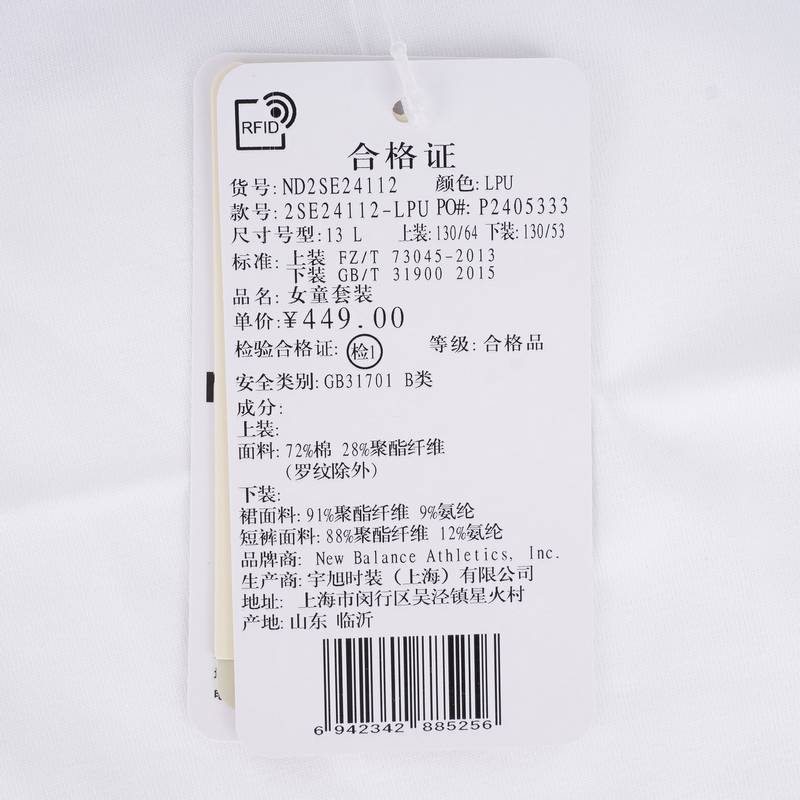 RFID
合格证
货号: ND2SE24112 颜色: LPU
款号: 2SE24112-LPU PO#: P2405333
尺寸号型: 13 L 上装: 130/64 下装: 130/53
标准: 上装 FZ/T 73045-2013
下装 GB/T 31900 2015
品名: 女童套装
单价: ¥449.00
检验合格证: 检1 等级: 合格品
安全类别: GB31701 B类
成分:
上装:
面料: 72%棉 28%聚酯纤维
(罗纹除外)
下装:
裙面料: 91%聚酯纤维 9%氨纶
短裤面料: 88%聚酯纤维 12%氨纶
品牌商: New Balance Athletics, Inc.
生产商: 宇旭时装（上海）有限公司
地址: 上海市闵行区吴泾镇星火村
产地: 山东 临沂
6 942342 885256